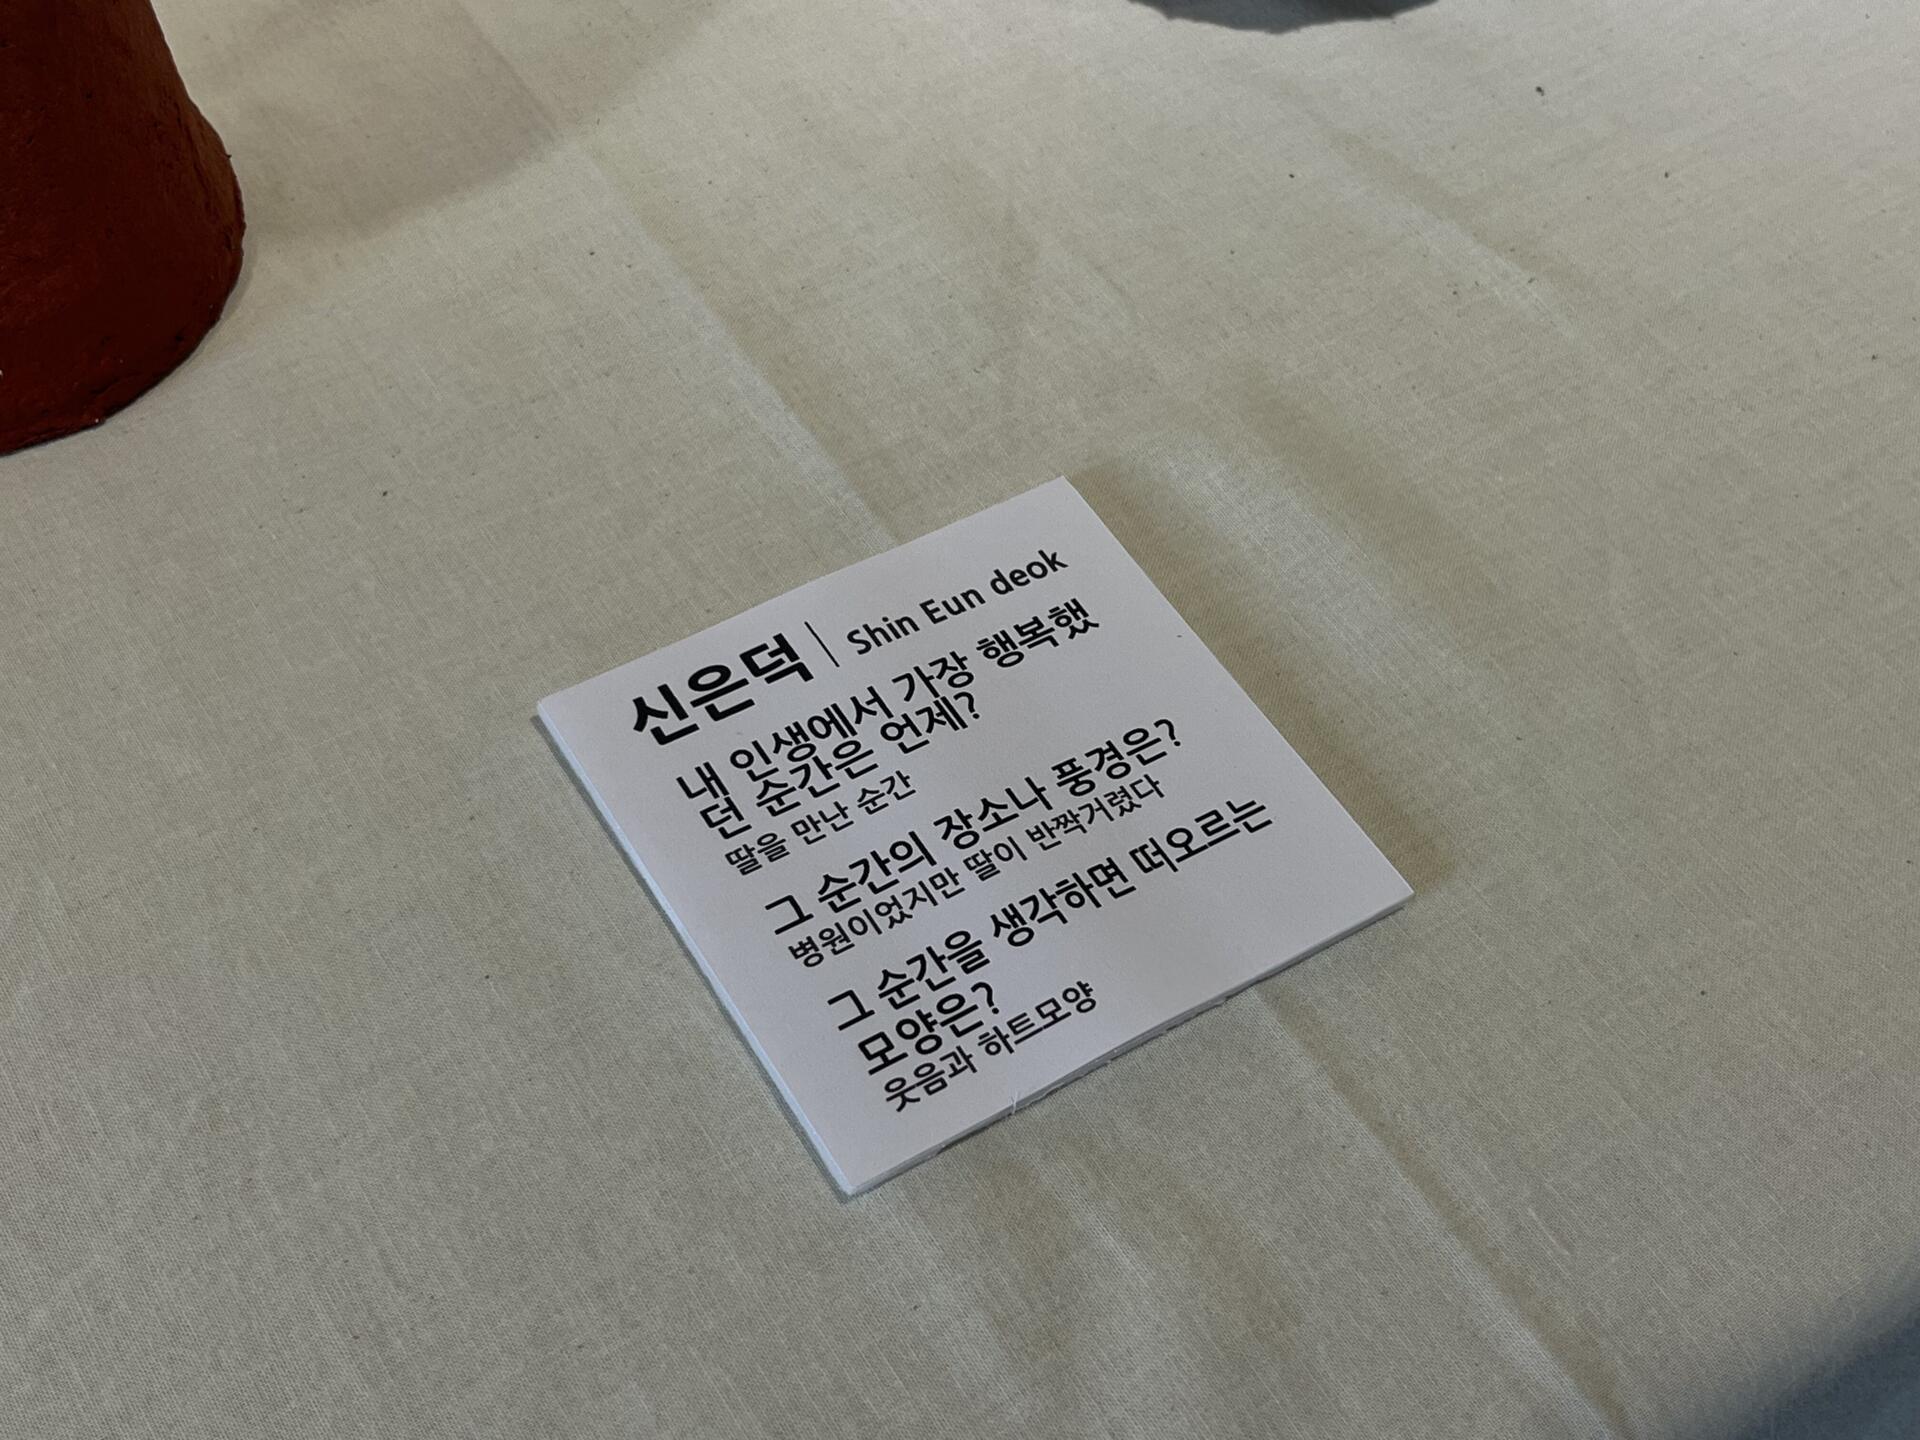 신은덕 | Shin Eun deok
내 인생에서 가장 행복했
던 순간은 언제?
딸을 만난 순간
그 순간의 장소나 풍경은?
병원이었지만 딸이 반짝거렸다
그 순간을 생각하면 떠오르는
모양은?
웃음과 하트모양